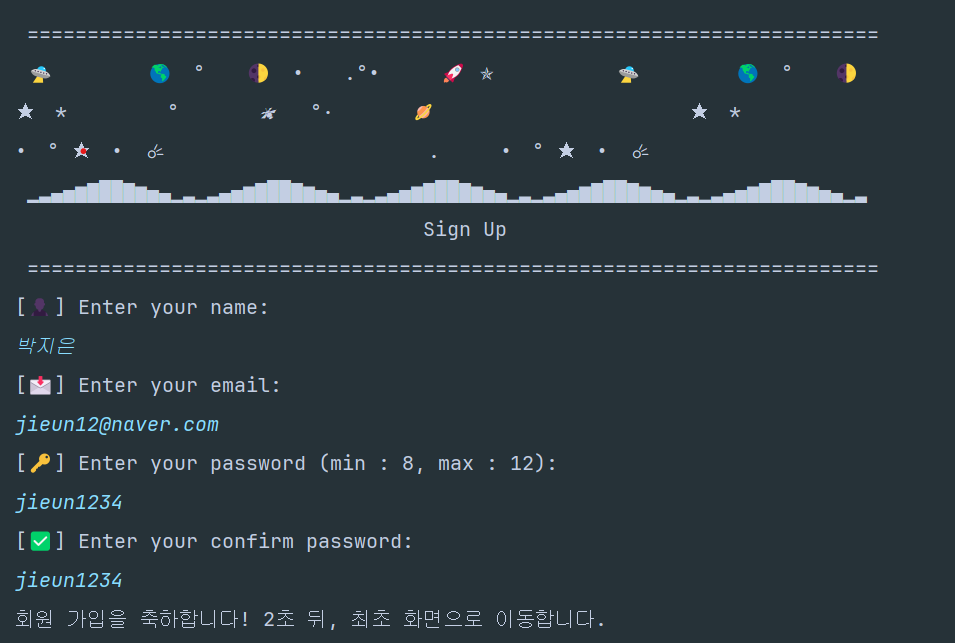 =======================================================================
Sign Up
=======================================================================
[👤] Enter your name:
박지은
[📩] Enter your email:
jieun12@naver.com
[🔑] Enter your password (min : 8, max : 12):
jieun1234
[✅] Enter your confirm password:
jieun1234
회원 가입을 축하합니다! 2초 뒤, 최초 화면으로 이동합니다.